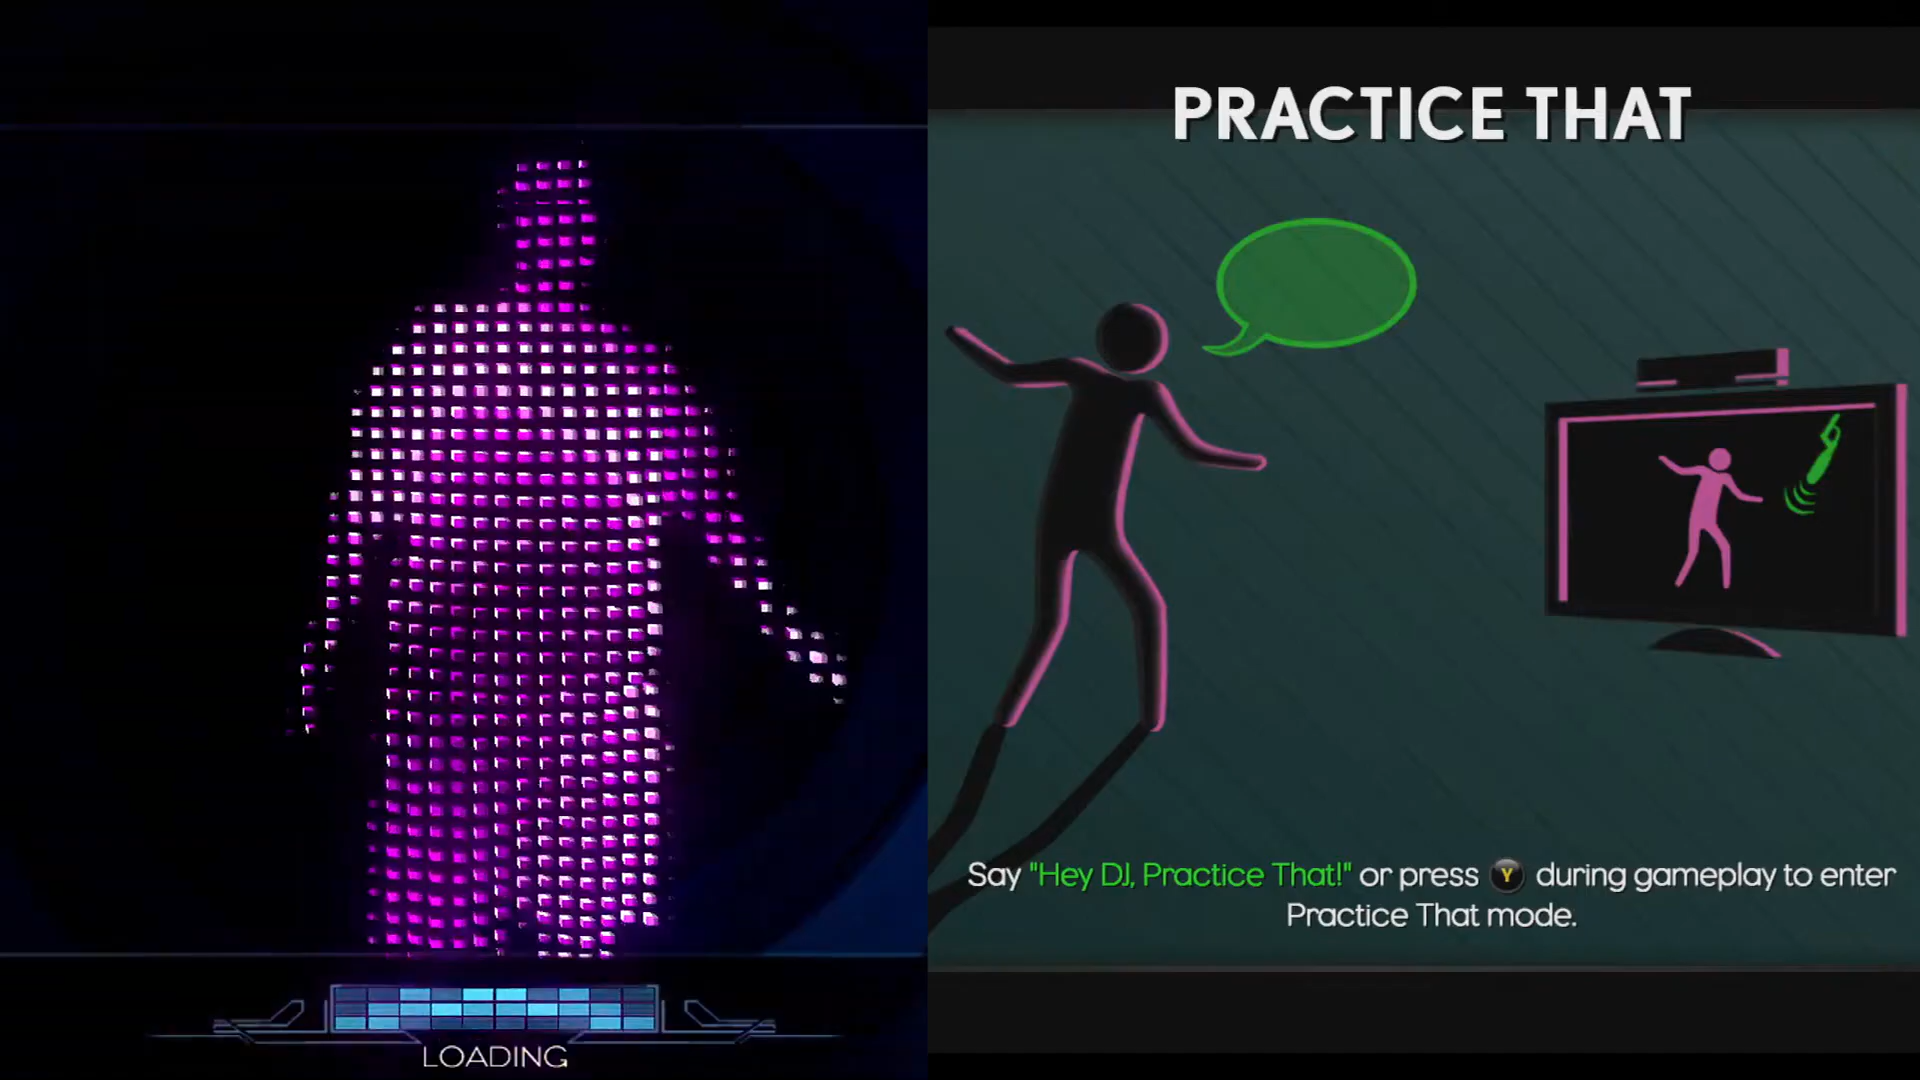 PRACTICE THAT
Say "Hey DJ, Practice That!" or press Y during gameplay to enter
Practice That mode.
LOADING